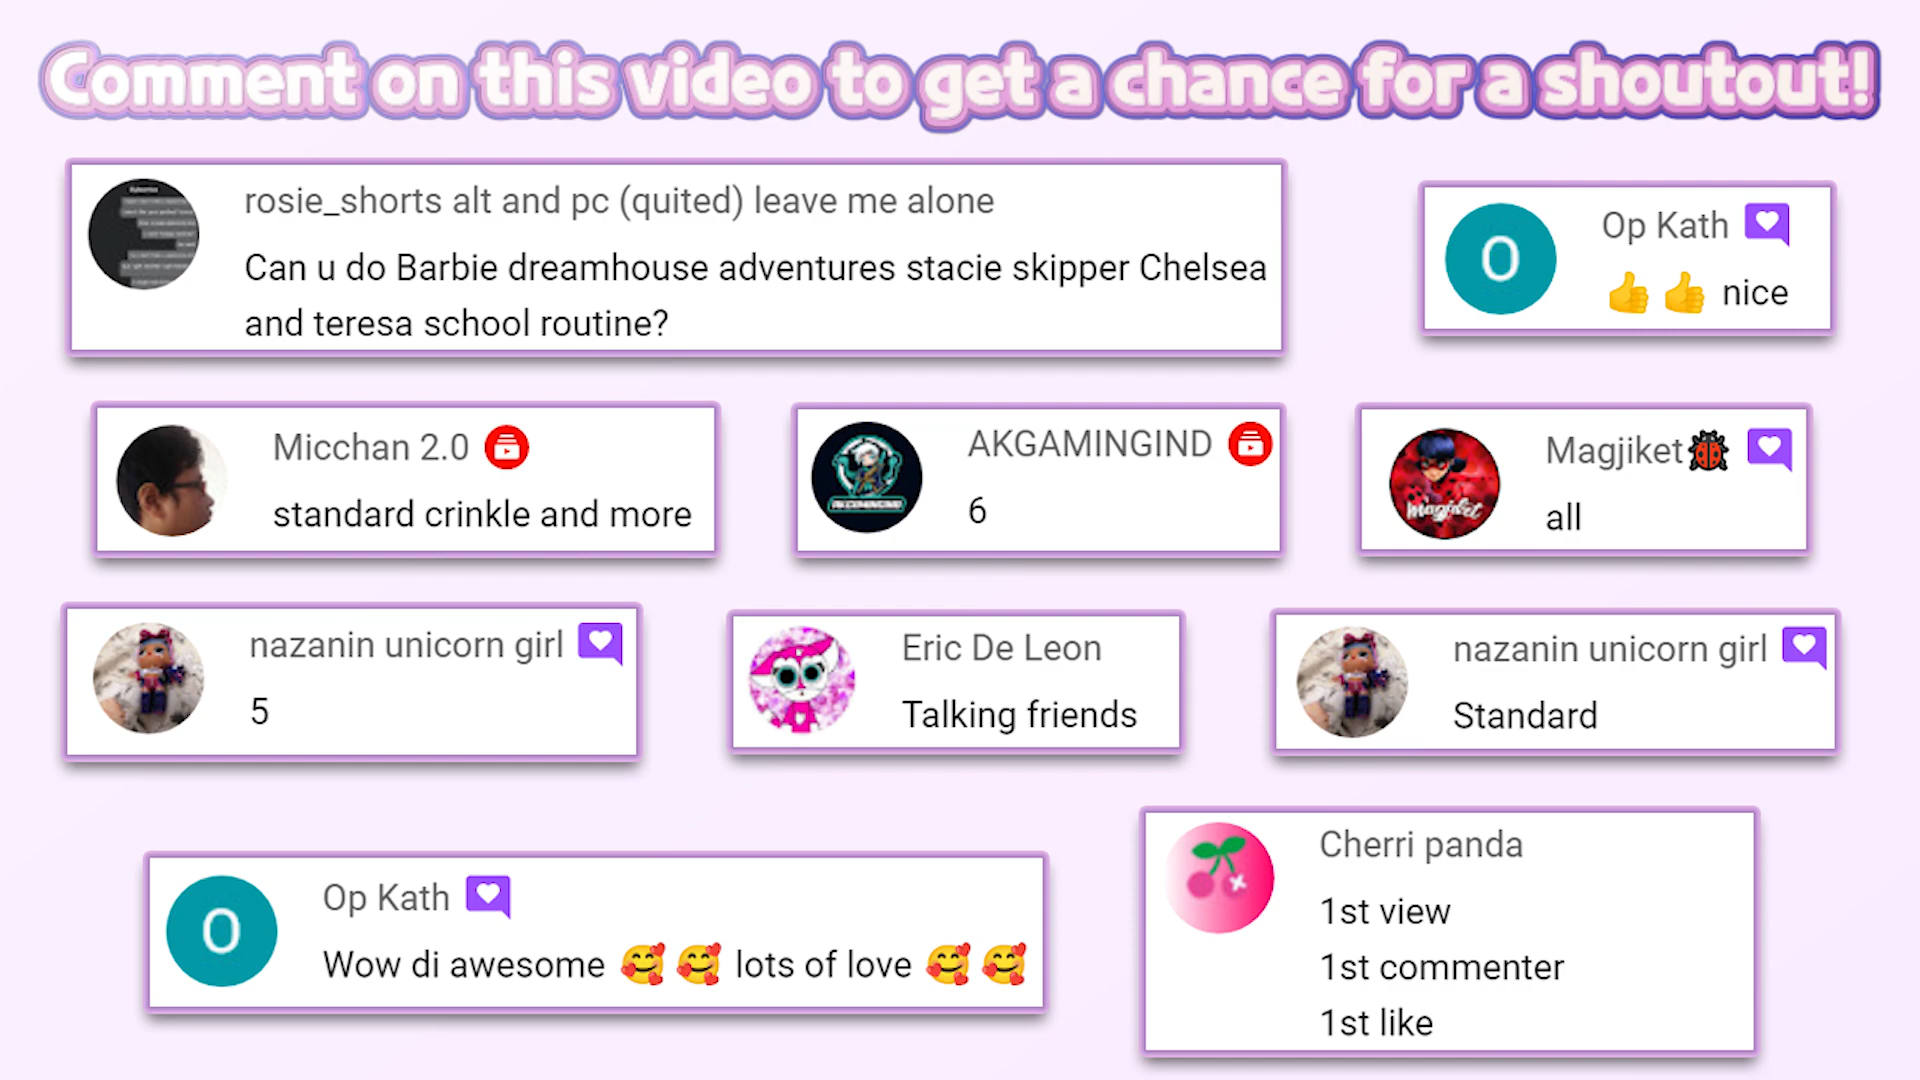 Comment on this video to get a chance for a shoutout!
rosie_shorts alt and pc (quited) leave me alone
Can u do Barbie dreamhouse adventures stacie skipper Chelsea
and teresa school routine?
O
Op Kath
👍 👍 nice
Micchan 2.0
standard crinkle and more
AKGAMINGIND
6
Magjiket🐞
all
Magjiket
nazanin unicorn girl
5
Eric De Leon
Talking friends
nazanin unicorn girl
Standard
O
Op Kath
Wow di awesome 🥰 🥰 lots of love 🥰 🥰
Cherri panda
1st view
1st commenter
1st like